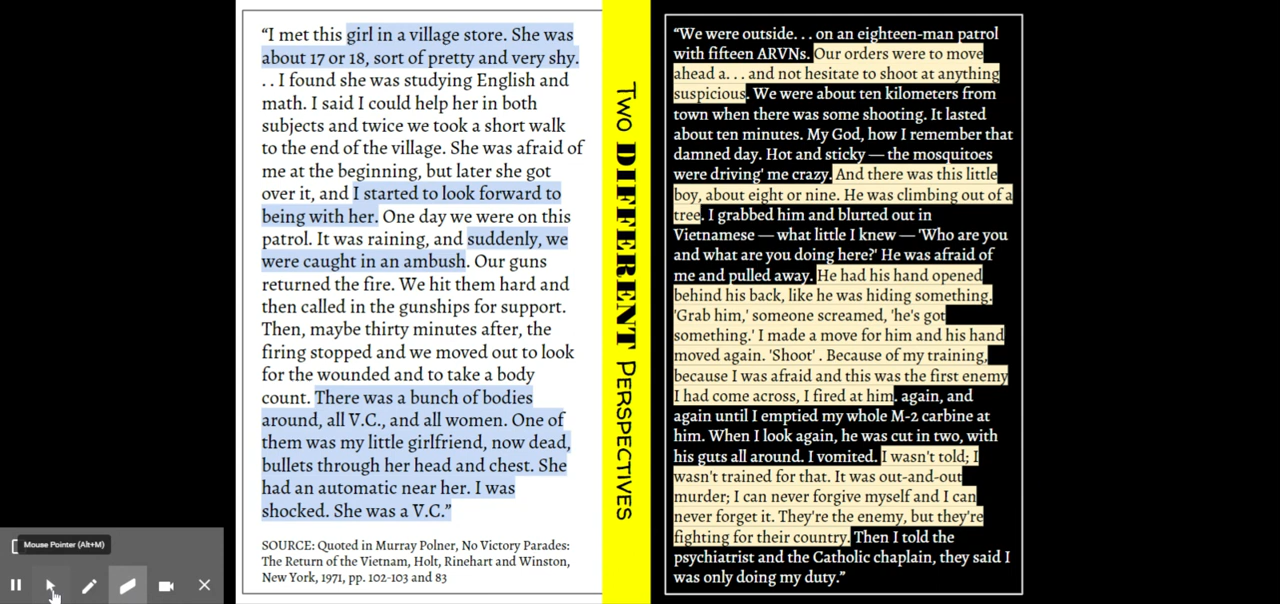 “I met this girl in a village store. She was
about 17 or 18, sort of pretty and very shy.
. . I found she was studying English and
math. I said I could help her in both
subjects and twice we took a short walk
to the end of the village. She was afraid of
me at the beginning, but later she got
over it, and I started to look forward to
being with her. One day we were on this
patrol. It was raining, and suddenly, we
were caught in an ambush. Our guns
returned the fire. We hit them hard and
then called in the gunships for support.
Then, maybe thirty minutes after, the
firing stopped and we moved out to look
for the wounded and to take a body
count. There was a bunch of bodies
around, all V.C., and all women. One of
them was my little girlfriend, now dead,
bullets through her head and chest. She
had an automatic near her. I was
shocked. She was a V.C.”
SOURCE: Quoted in Murray Polner, No Victory Parades:
The Return of the Vietnam, Holt, Rinehart and Winston,
New York, 1971, pp. 102-103 and 83
Two DIFFERENT Perspectives
“We were outside. . . on an eighteen-man patrol
with fifteen ARVNs. Our orders were to move
ahead a. . . and not hesitate to shoot at anything
suspicious. We were about ten kilometers from
town when there was some shooting. It lasted
about ten minutes. My God, how I remember that
damned day. Hot and sticky — the mosquitoes
were driving' me crazy. And there was this little
boy, about eight or nine. He was climbing out of a
tree. I grabbed him and blurted out in
Vietnamese — what little I knew — 'Who are you
and what are you doing here?' He was afraid of
me and pulled away. He had his hand opened
behind his back, like he was hiding something.
'Grab him,' someone screamed, 'he's got
something.' I made a move for him and his hand
moved again. 'Shoot' . Because of my training,
because I was afraid and this was the first enemy
I had come across, I fired at him. again, and
again until I emptied my whole M-2 carbine at
him. When I look again, he was cut in two, with
his guts all around. I vomited. I wasn't told; I
wasn't trained for that. It was out-and-out
murder; I can never forgive myself and I can
never forget it. They're the enemy, but they're
fighting for their country. Then I told the
psychiatrist and the Catholic chaplain, they said I
was only doing my duty.”
Mouse Pointer (Alt+M)